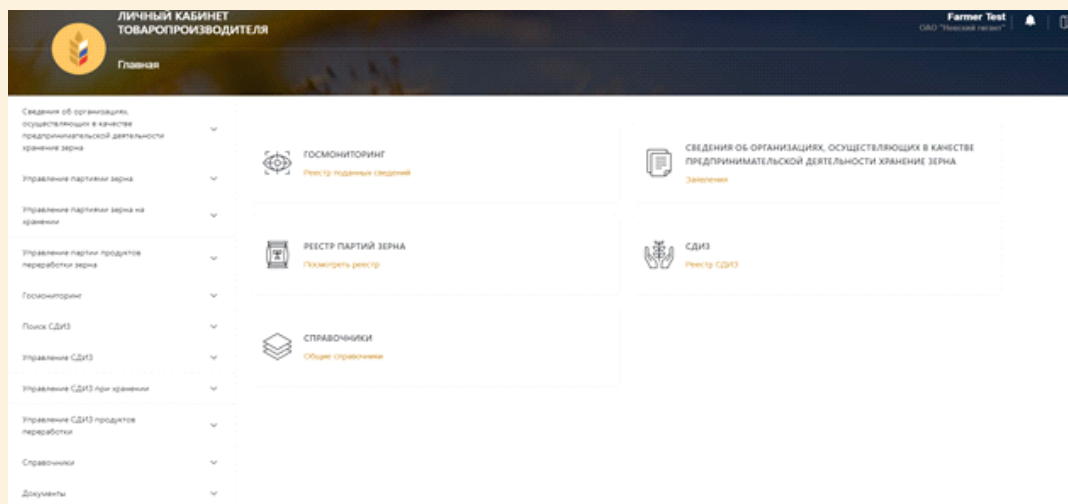 ЛИЧНЫЙ КАБИНЕТ
ТОВАРОПРОИЗВОДИТЕЛЯ
Farmer Test
ОАО "Невский гигант"
Главная
Сведения об организациях,
осуществляющих в качестве
предпринимательской деятельности
хранение зерна
Управление партиями зерна
Управление партиями зерна на
хранении
Управление партии продуктов
переработки зерна
Госмониторинг
Поиск СДИЗ
Управление СДИЗ
Управление СДИЗ при хранении
Управление СДИЗ продуктов
переработки
Справочники
Документы
ГОСМОНИТОРИНГ
Реестр поданных сведений
СВЕДЕНИЯ ОБ ОРГАНИЗАЦИЯХ, ОСУЩЕСТВЛЯЮЩИХ В КАЧЕСТВЕ
ПРЕДПРИНИМАТЕЛЬСКОЙ ДЕЯТЕЛЬНОСТИ ХРАНЕНИЕ ЗЕРНА
Заявления
РЕЕСТР ПАРТИЙ ЗЕРНА
Посмотреть реестр
СДИЗ
Реестр СДИЗ
СПРАВОЧНИКИ
Общие справочники